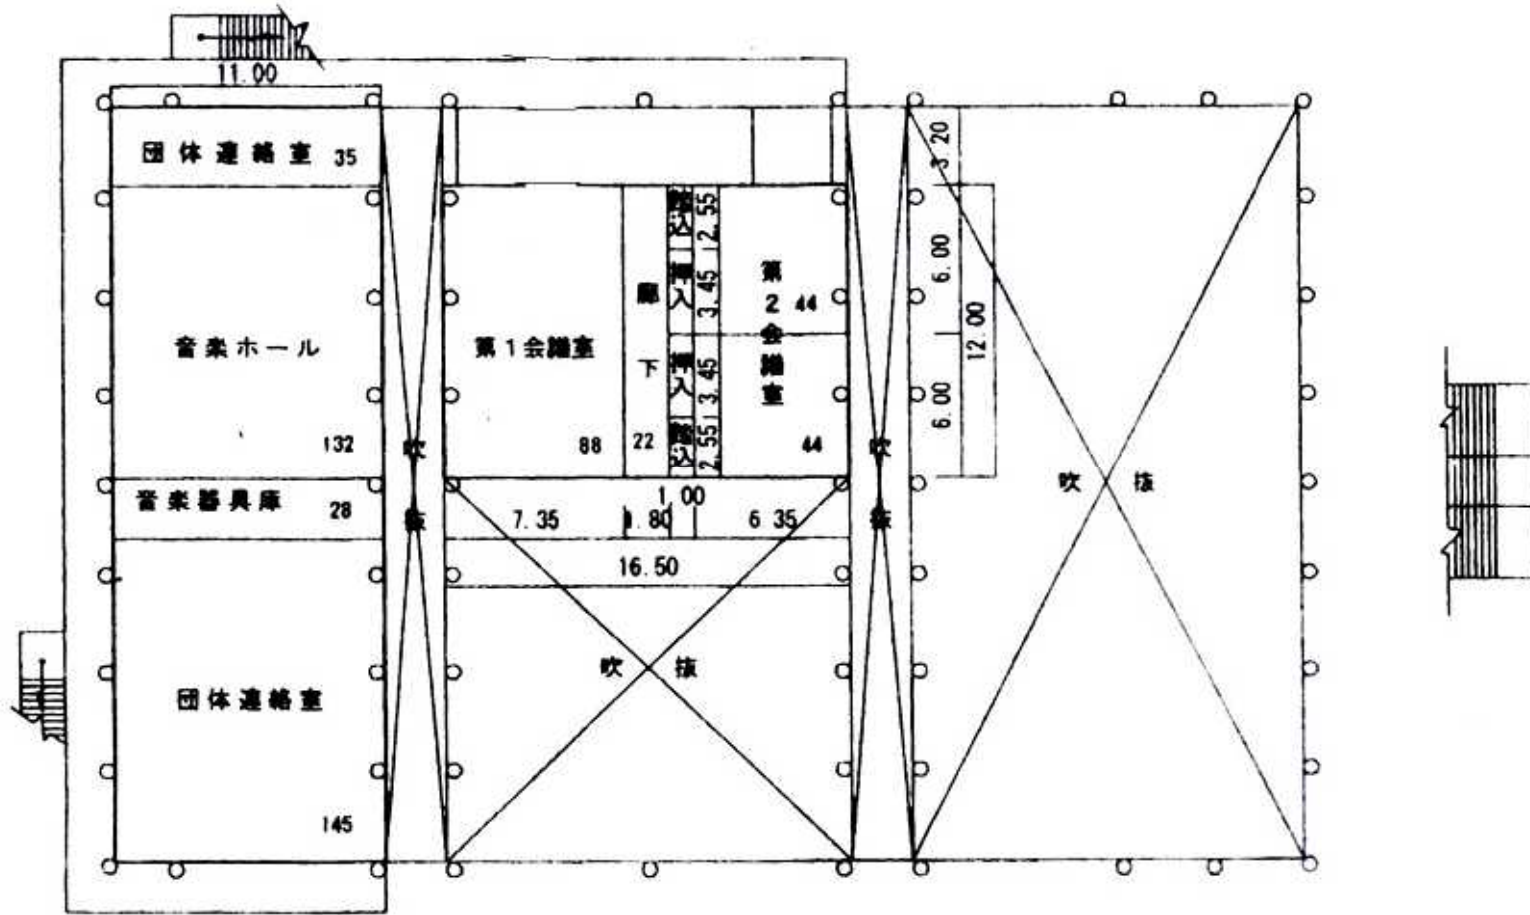 11.00
団体連絡室 35
音楽ホール
132
音楽器具庫 28
団体連絡室
145
吹抜
第1会議室
88
廊下
22
踏込
2.55
押入
3.45
押入
3.45
踏込
2.55
第2会議室
44
44
1.00
7.35
1.80
6.35
16.50
吹抜
吹抜
3.20
6.00
6.00
12.00
吹抜